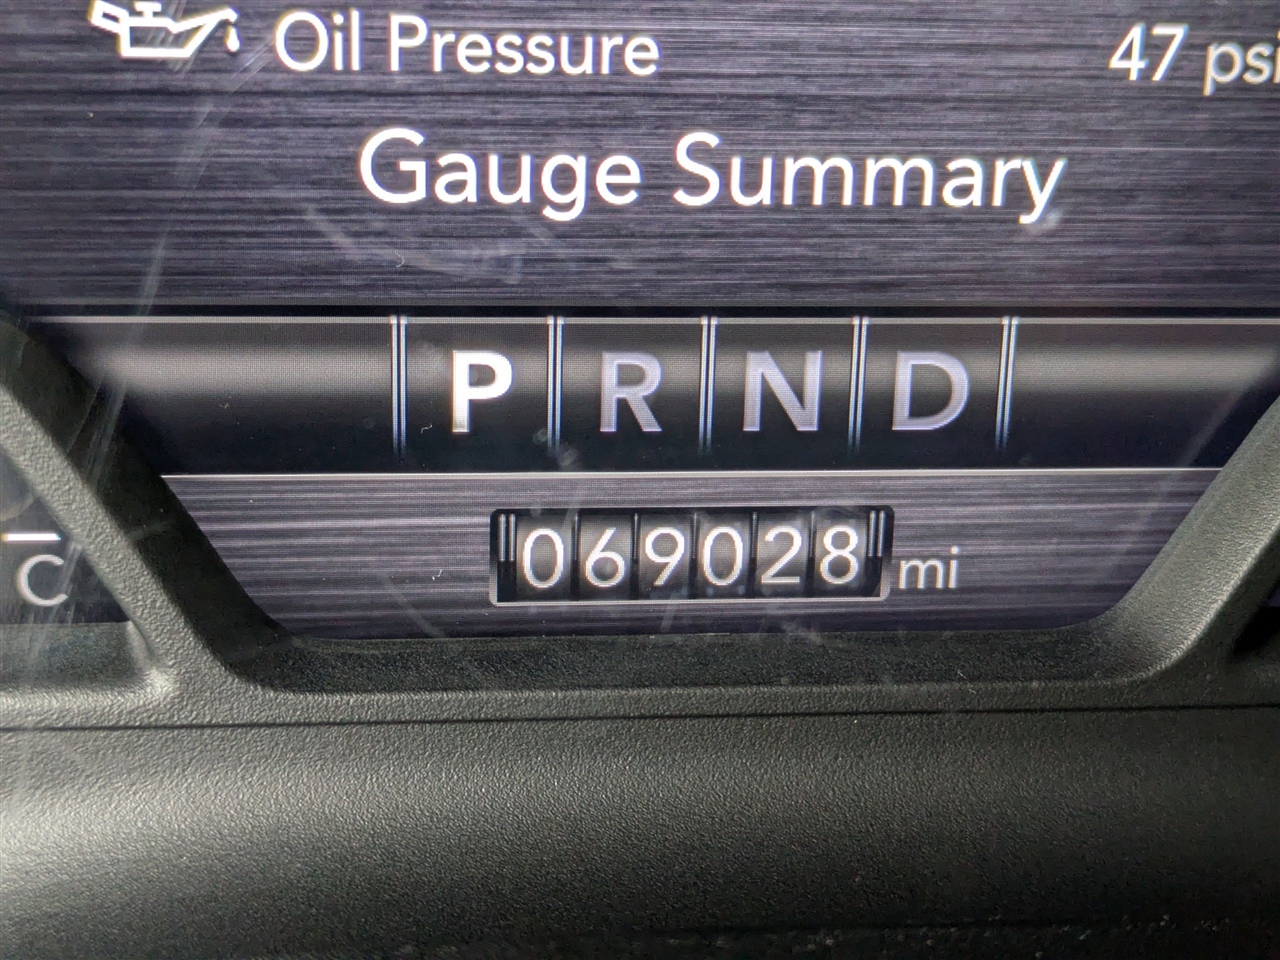 Oil Pressure 47 psi
Gauge Summary
P R N D
069028 mi
C